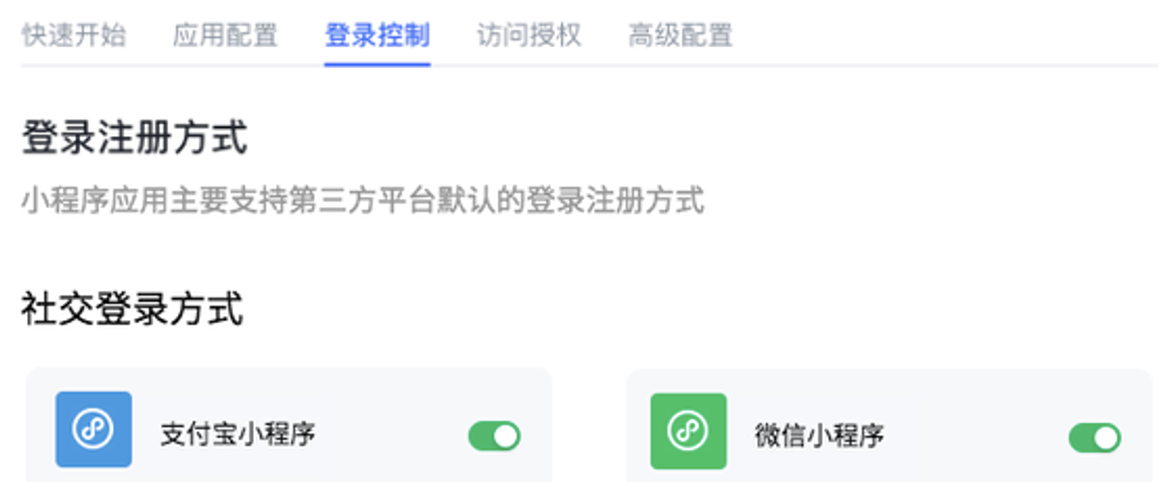 快速开始 应用配置 登录控制 访问授权 高级配置
登录注册方式
小程序应用主要支持第三方平台默认的登录注册方式
社交登录方式
支付宝小程序 微信小程序